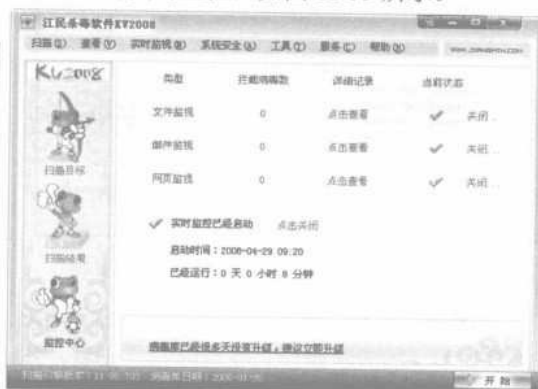 江民杀毒软件KV2008
扫描(S) 查看(V) 实时监视(M) 系统安全(A) 工具(T) 服务(C) 帮助(H)
WWW.JIANGMIN.COM
KV2008
类型 拦截病毒数 详细记录 当前状态
文件监视 0 点击查看 关闭
邮件监视 0 点击查看 关闭
网页监视 0 点击查看 关闭
扫描目标
扫描结果
监控中心
实时监控已经启动 点击关闭
启动时间:2008-04-29 09:20
已经运行:0 天 0 小时 8 分钟
病毒库已经很多天没有升级,建议立即升级
开始